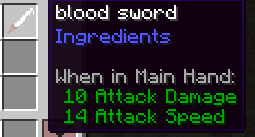 blood sword
Ingredients
When in Main Hand:
10 Attack Damage
14 Attack Speed